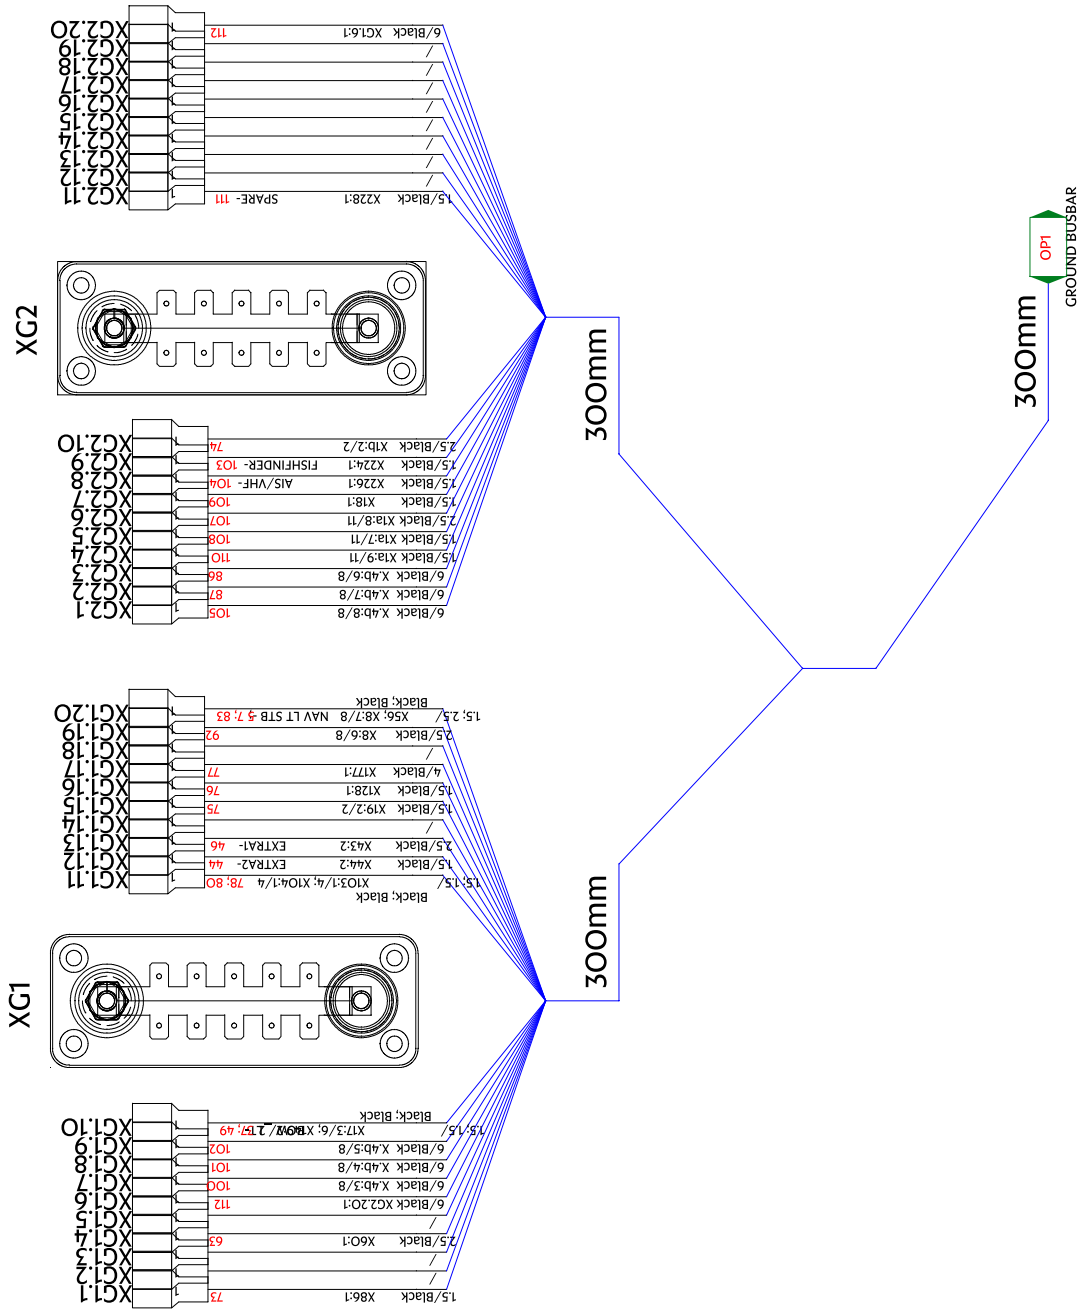 XG2.20 112 XG1.6:1 6/Black
XG2.19 /
XG2.18 /
XG2.17 /
XG2.16 /
XG2.15 /
XG2.14 /
XG2.13 /
XG2.12 /
XG2.11 111 SPARE- X228:1 1.5/Black
XG2
XG2.10 74 X1b:2/2 2.5/Black
XG2.9 103 FISHFINDER- X224:1 1.5/Black
XG2.8 104 AIS/VHF- X226:1 1.5/Black
XG2.7 109 X18:1 1.5/Black
XG2.6 107 X1a:8/11 2.5/Black
XG2.5 108 X1a:7/11 1.5/Black
XG2.4 110 X1a:9/11 1.5/Black
XG2.3 86 X.4b:6/8 6/Black
XG2.2 87 X.4b:7/8 6/Black
XG2.1 105 X.4b:8/8 6/Black
300mm
OP1
GROUND BUSBAR
300mm
Black; Black
XG1.20 83 NAV LT STB X56; X8:7/8 1.5; 2.5/
XG1.19 92 X8:6/8 2.5/Black
XG1.18 /
XG1.17 77 X177:1 4/Black
XG1.16 76 X128:1 1.5/Black
XG1.15 75 X19:2/2 1.5/Black
XG1.14 /
XG1.13 46 EXTRA1- X43:2 2.5/Black
XG1.12 44 EXTRA2- X44:2 1.5/Black
XG1.11 78; 80 X103:1/4; X104:1/4 1.5; 1.5/
Black; Black
XG1
300mm
Black; Black
XG1.10 49 X17:3/6; 1.5; 1.5/
XG1.9 102 X.4b:5/8 6/Black
XG1.8 101 X.4b:4/8 6/Black
XG1.7 100 X.4b:3/8 6/Black
XG1.6 112 XG2.20:1 6/Black
XG1.5 /
XG1.4 63 X60:1 2.5/Black
XG1.3 /
XG1.2 /
XG1.1 73 X86:1 1.5/Black